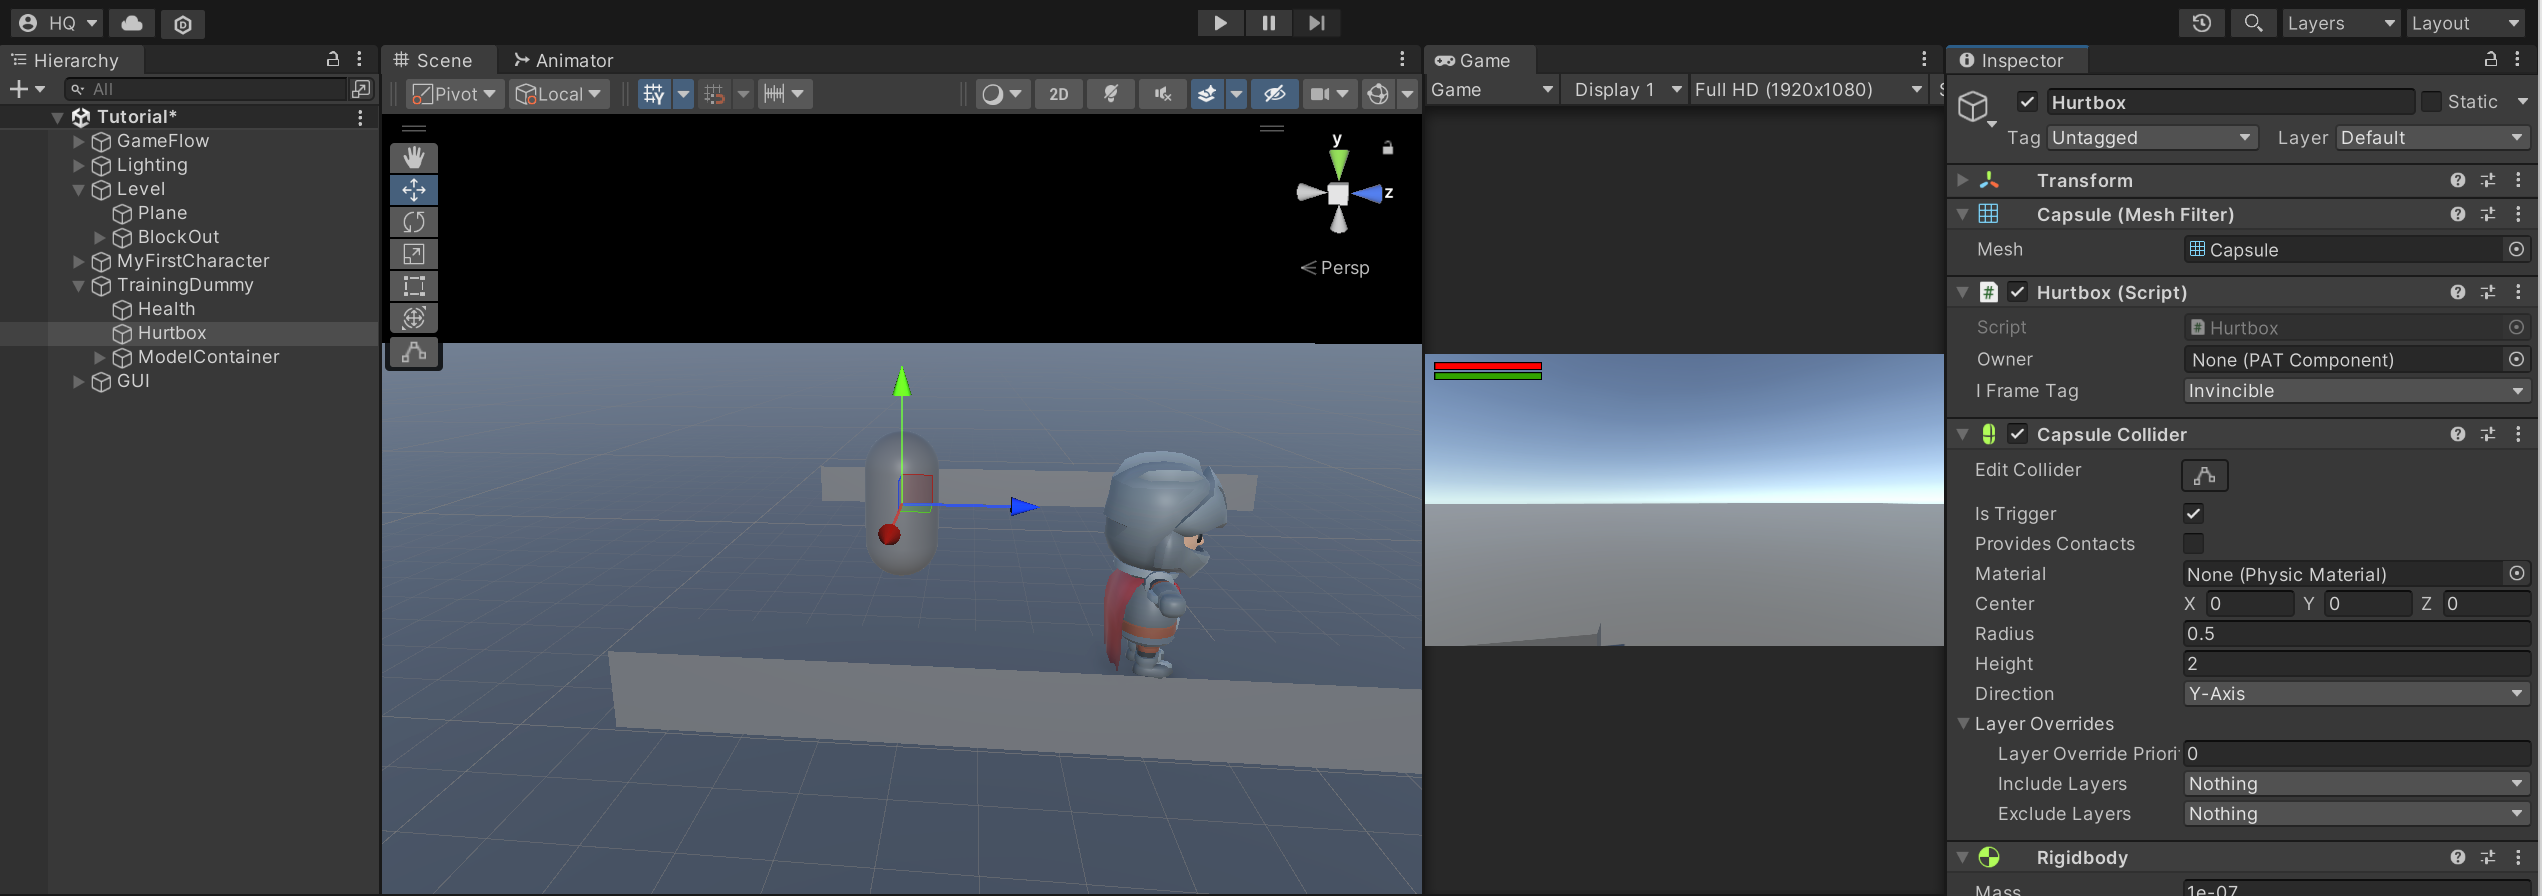 HQ
Layers
Layout
Hierarchy
All
Tutorial*
GameFlow
Lighting
Level
Plane
BlockOut
MyFirstCharacter
TrainingDummy
Health
Hurtbox
ModelContainer
GUI
Scene
Animator
Pivot
Local
2D
y
z
Persp
Game
Game
Display 1
Full HD (1920x1080)
Inspector
Hurtbox
Static
Tag Untagged
Layer Default
Transform
Capsule (Mesh Filter)
Mesh
Capsule
# Hurtbox (Script)
Script
# Hurtbox
Owner
None (PAT Component)
I Frame Tag
Invincible
Capsule Collider
Edit Collider
Is Trigger
Provides Contacts
Material
None (Physic Material)
Center
X 0 Y 0 Z 0
Radius
0.5
Height
2
Direction
Y-Axis
Layer Overrides
Layer Override Priori
0
Include Layers
Nothing
Exclude Layers
Nothing
Rigidbody
Mass
1e-07